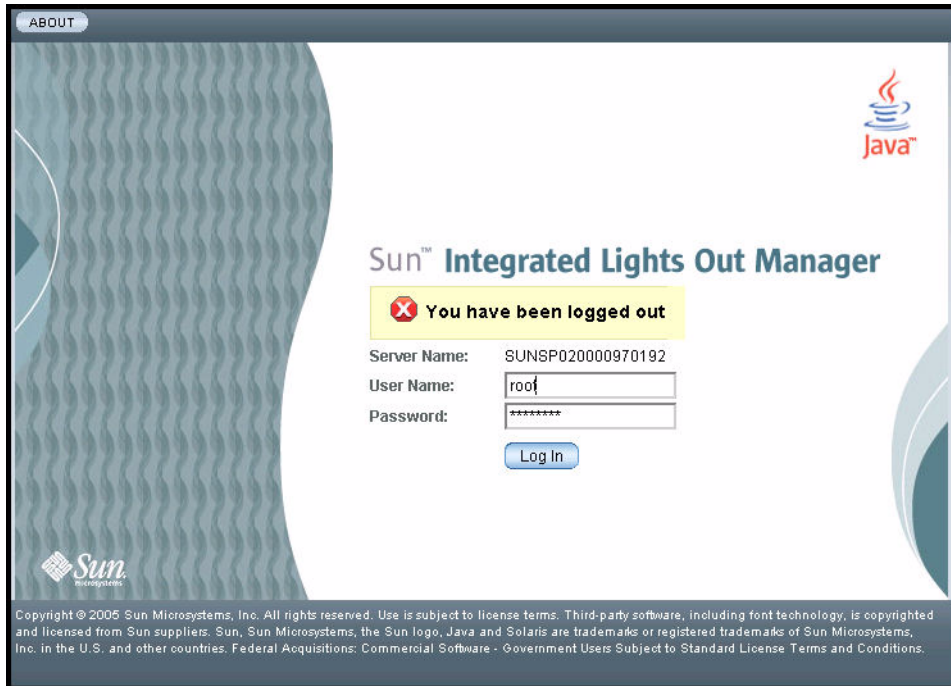 ABOUT
Java™
Sun™ Integrated Lights Out Manager
You have been logged out
Server Name: SUNSP020000970192
User Name: root
Password: ********
Log In
Sun
microsystems
Copyright © 2005 Sun Microsystems, Inc. All rights reserved. Use is subject to license terms. Third-party software, including font technology, is copyrighted
and licensed from Sun suppliers. Sun, Sun Microsystems, the Sun logo, Java and Solaris are trademarks or registered trademarks of Sun Microsystems,
Inc. in the U.S. and other countries. Federal Acquisitions: Commercial Software - Government Users Subject to Standard License Terms and Conditions.